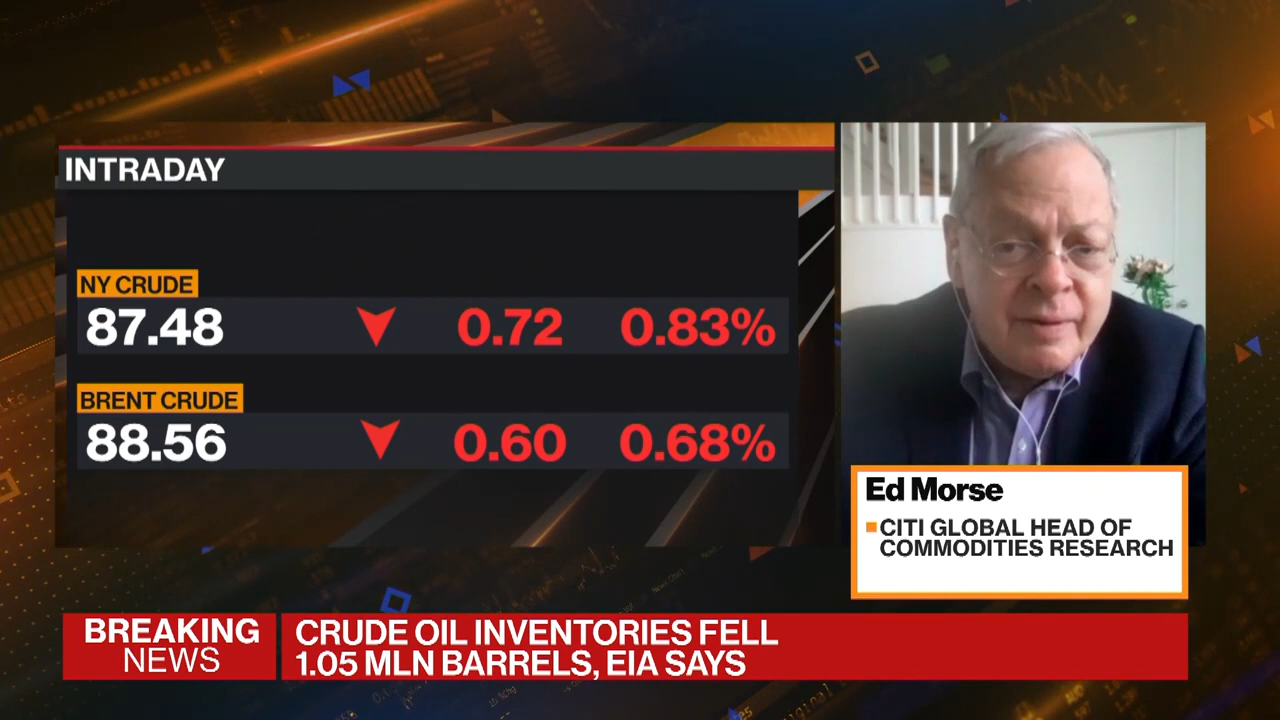 INTRADAY
NY CRUDE
87.48 0.72 0.83%
BRENT CRUDE
88.56 0.60 0.68%
Ed Morse
CITI GLOBAL HEAD OF
COMMODITIES RESEARCH
BREAKING
NEWS
CRUDE OIL INVENTORIES FELL
1.05 MLN BARRELS, EIA SAYS